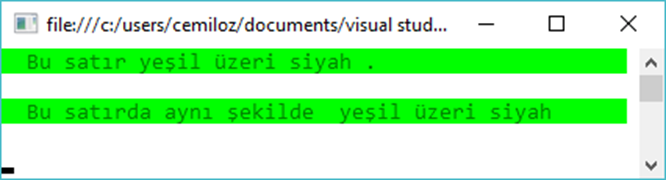 file:///c:/users/cemiloz/documents/visual stud...
Bu satır yeşil üzeri siyah .
Bu satırda aynı şekilde  yeşil üzeri siyah